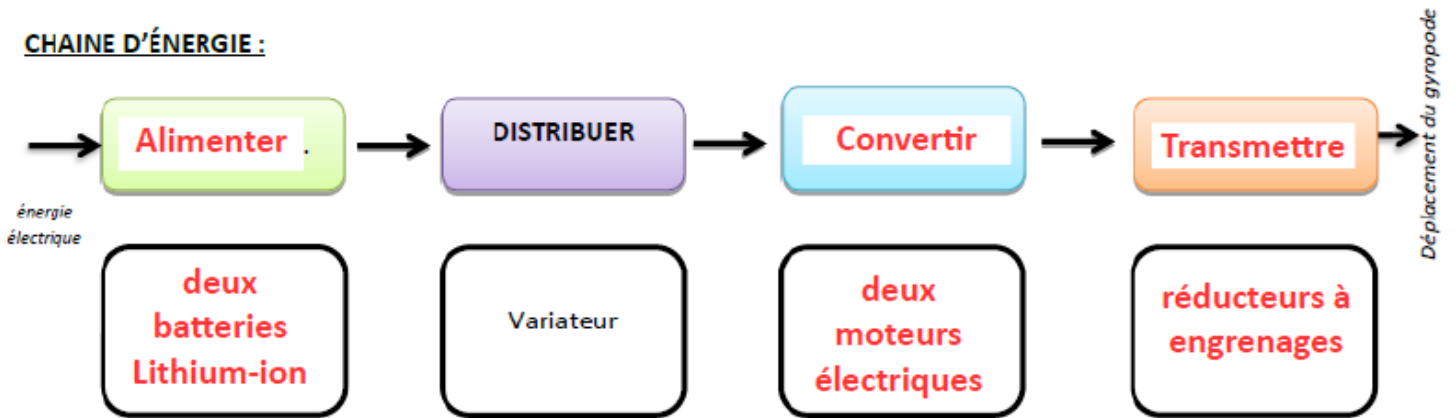 CHAINE D'ÉNERGIE :
Alimenter .
DISTRIBUER
Convertir
Transmettre
Déplacement du gyropode
énergie
électrique
deux
batteries
Lithium-ion
Variateur
deux
moteurs
électriques
réducteurs à
engrenages